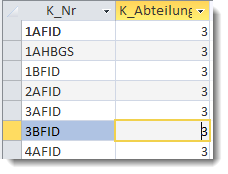 K_Nr K_Abteilung
1AFID 3
1AHBGS 3
1BFID 3
2AFID 3
3AFID 3
3BFID 3
4AFID 3